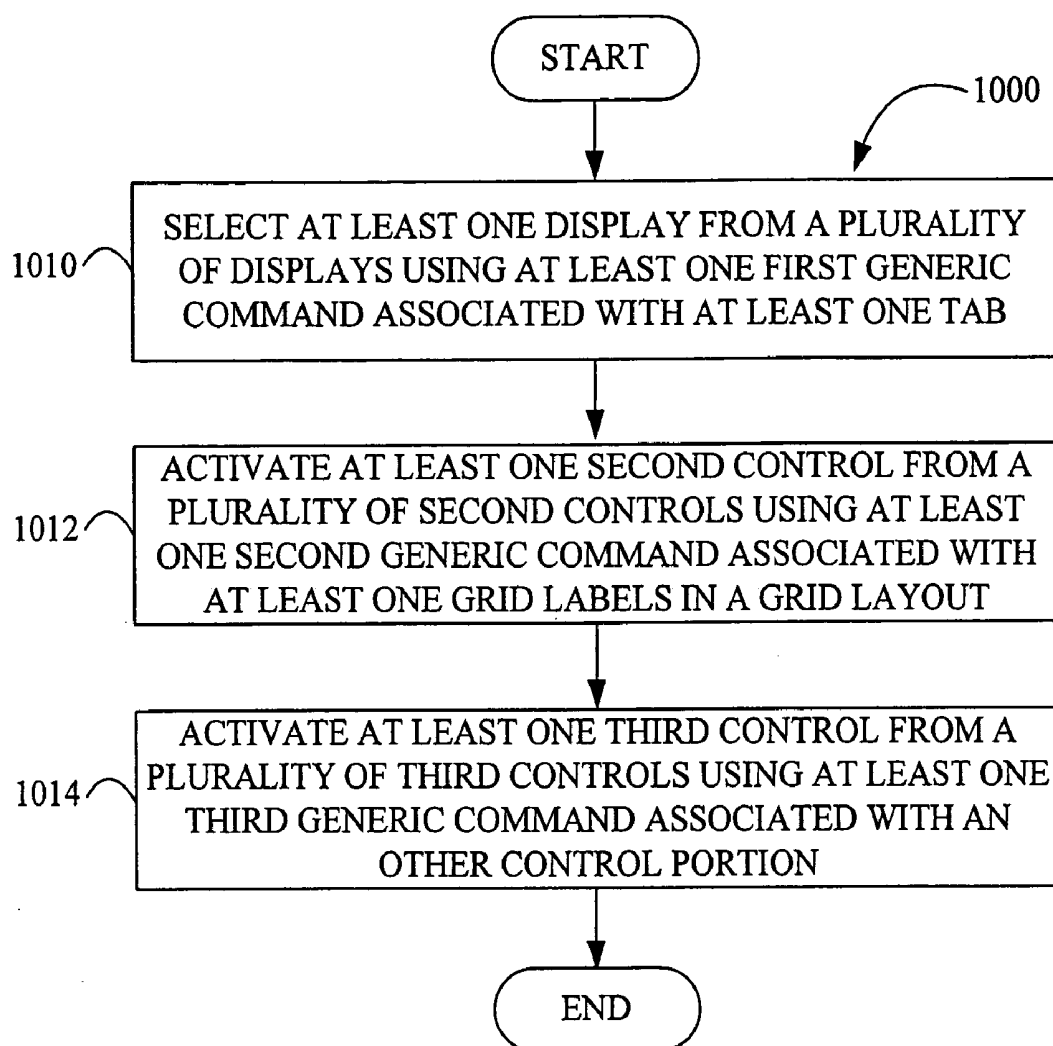 START
1000
SELECT AT LEAST ONE DISPLAY FROM A PLURALITY
OF DISPLAYS USING AT LEAST ONE FIRST GENERIC
COMMAND ASSOCIATED WITH AT LEAST ONE TAB
1010
ACTIVATE AT LEAST ONE SECOND CONTROL FROM A
PLURALITY OF SECOND CONTROLS USING AT LEAST
ONE SECOND GENERIC COMMAND ASSOCIATED WITH
AT LEAST ONE GRID LABELS IN A GRID LAYOUT
1012
ACTIVATE AT LEAST ONE THIRD CONTROL FROM A
PLURALITY OF THIRD CONTROLS USING AT LEAST ONE
THIRD GENERIC COMMAND ASSOCIATED WITH AN
OTHER CONTROL PORTION
1014
END